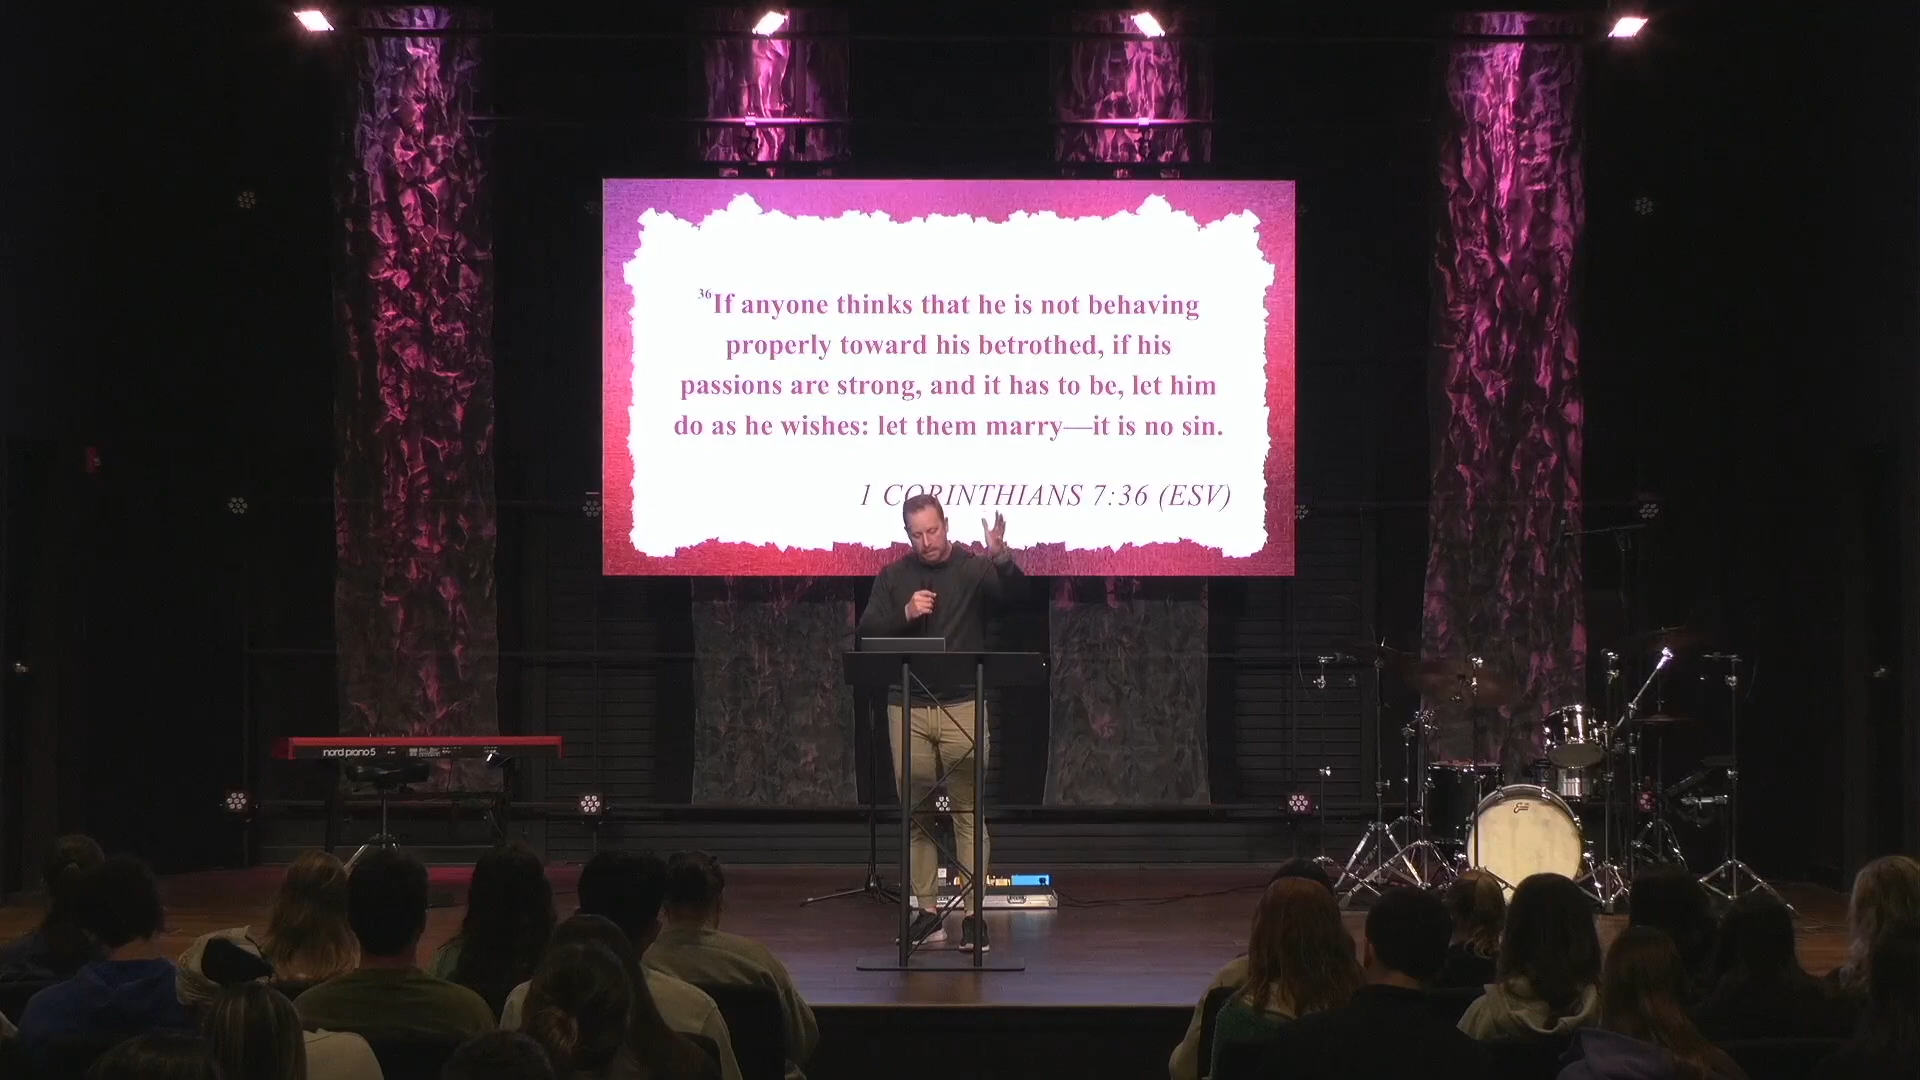 ³⁶If anyone thinks that he is not behaving
properly toward his betrothed, if his
passions are strong, and it has to be, let him
do as he wishes: let them marry—it is no sin.
1 CORINTHIANS 7:36 (ESV)
nord piano 5